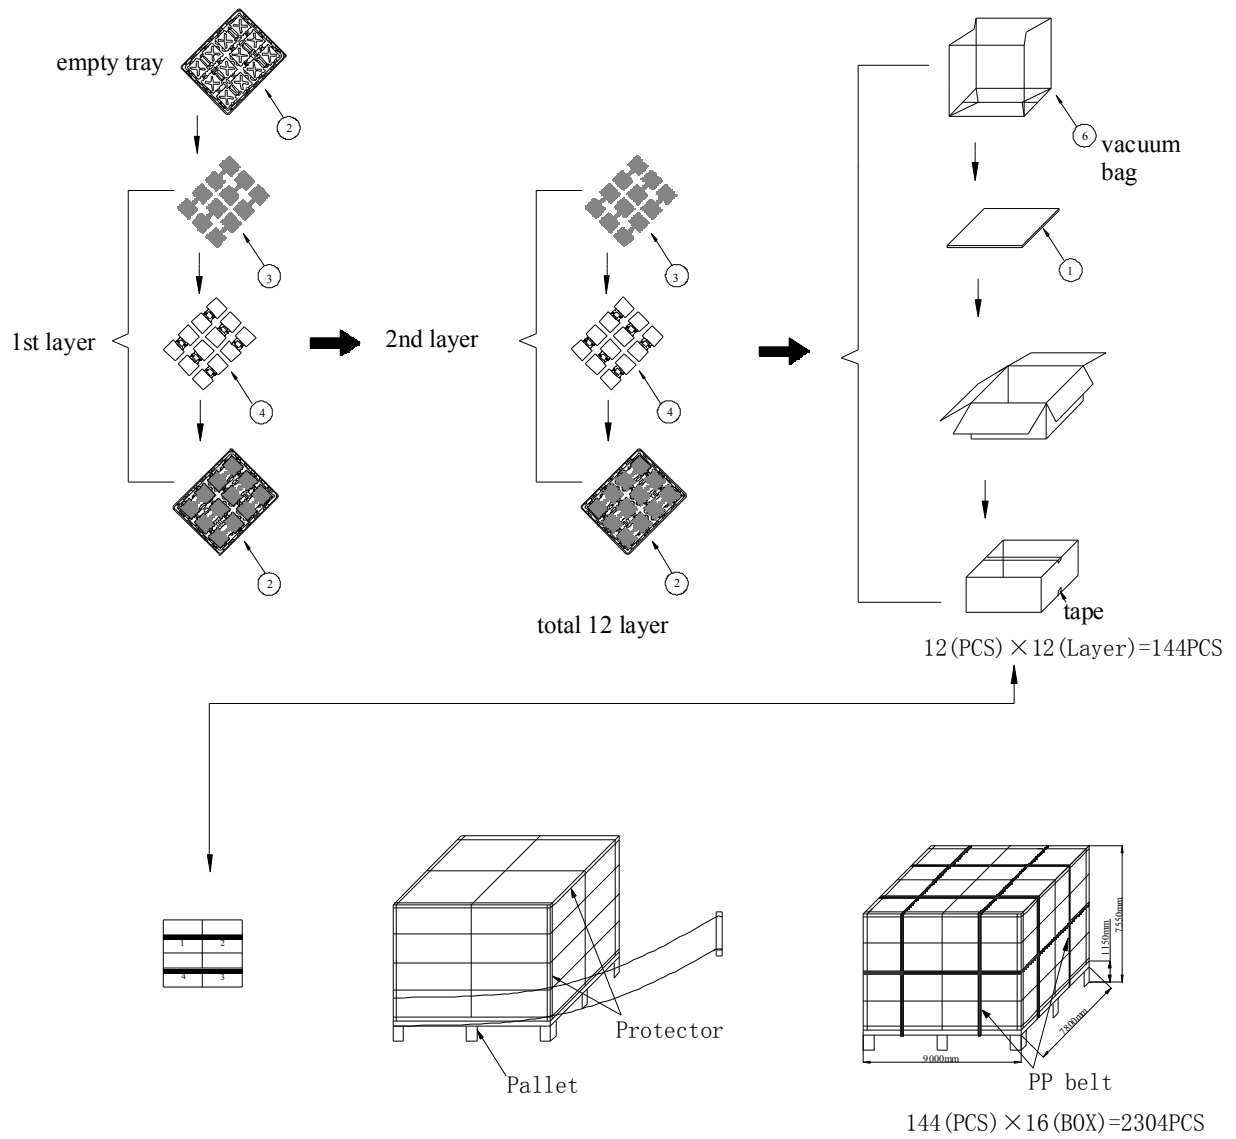 empty tray
2
3
1st layer
4
2
3
2nd layer
4
2
total 12 layer
6
vacuum
bag
1
tape
12(PCS)×12(Layer)=144PCS
1 2
4 3
Protector
Pallet
7550mm
1150mm
7800mm
9000mm
PP belt
144(PCS)×16(BOX)=2304PCS